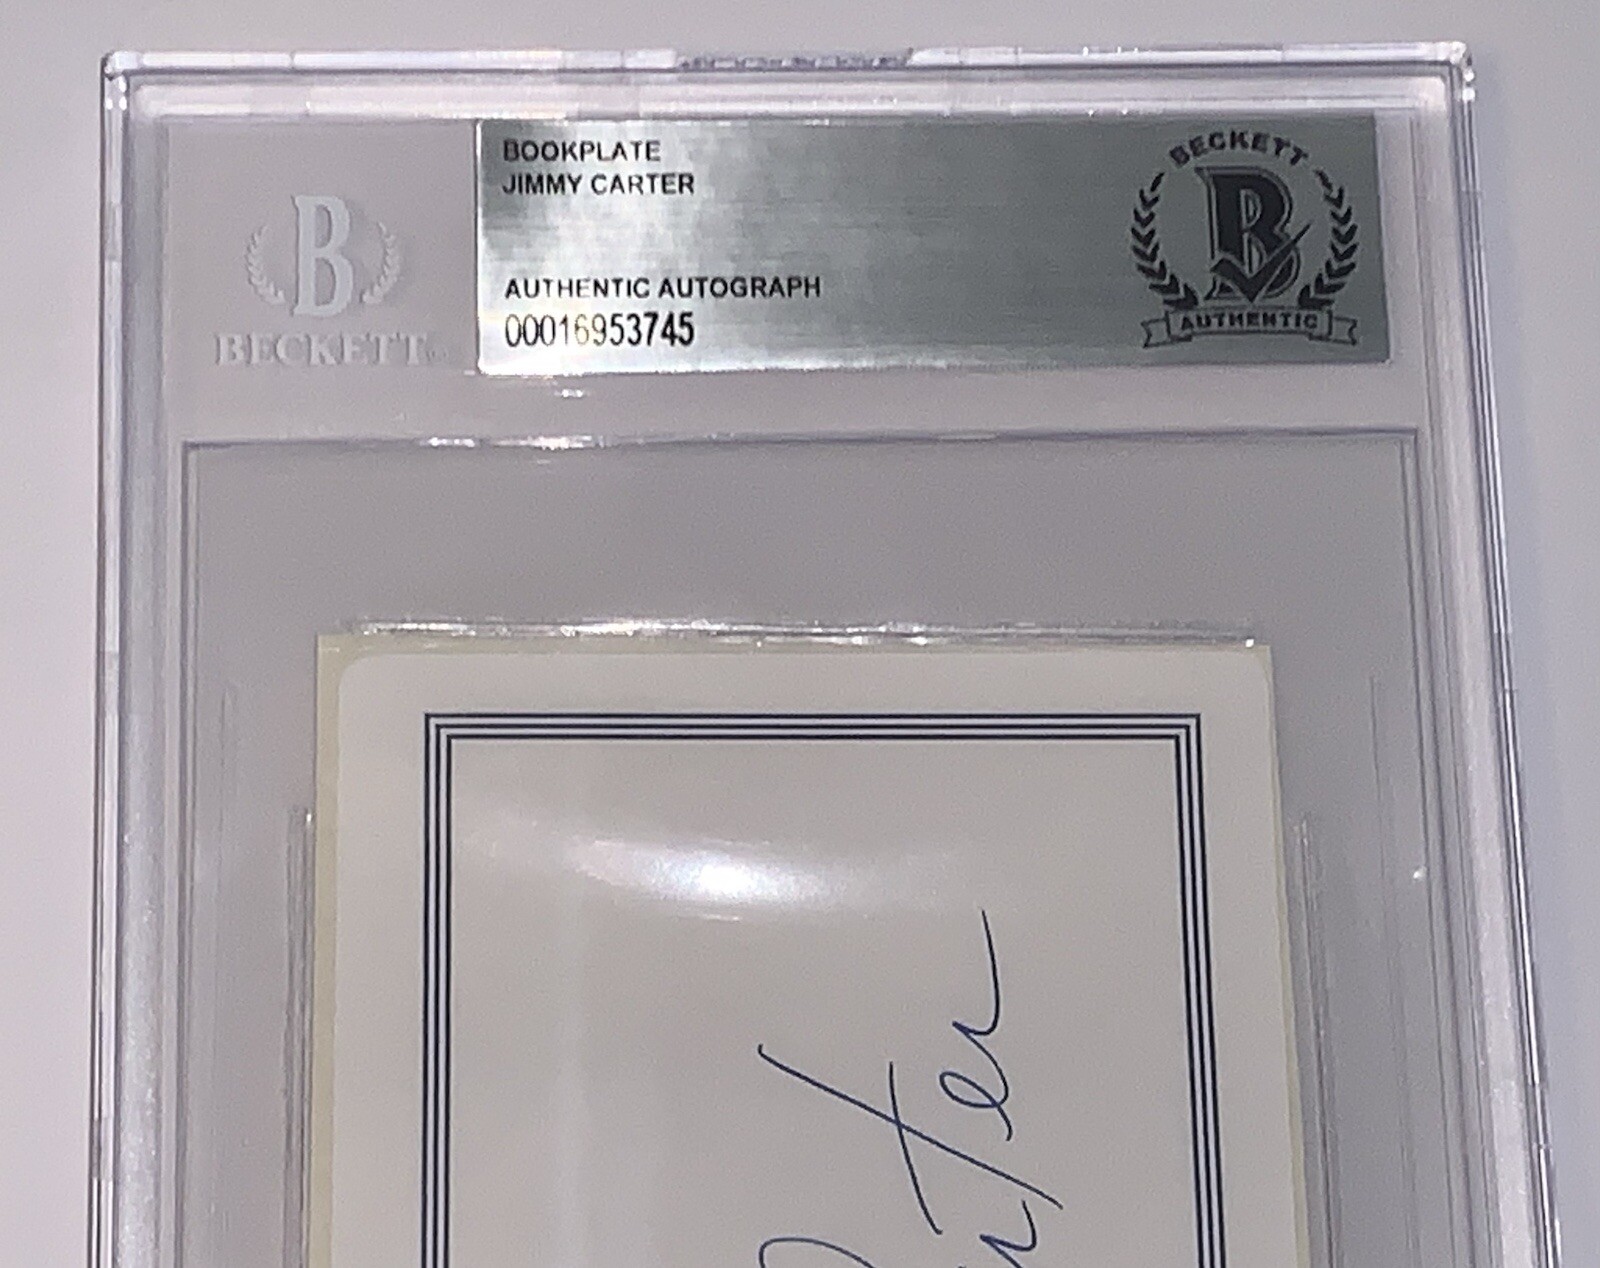 BOOKPLATE
JIMMY CARTER
AUTHENTIC AUTOGRAPH
00016953745
BECKETT
B
AUTHENTIC
B
BECKETT